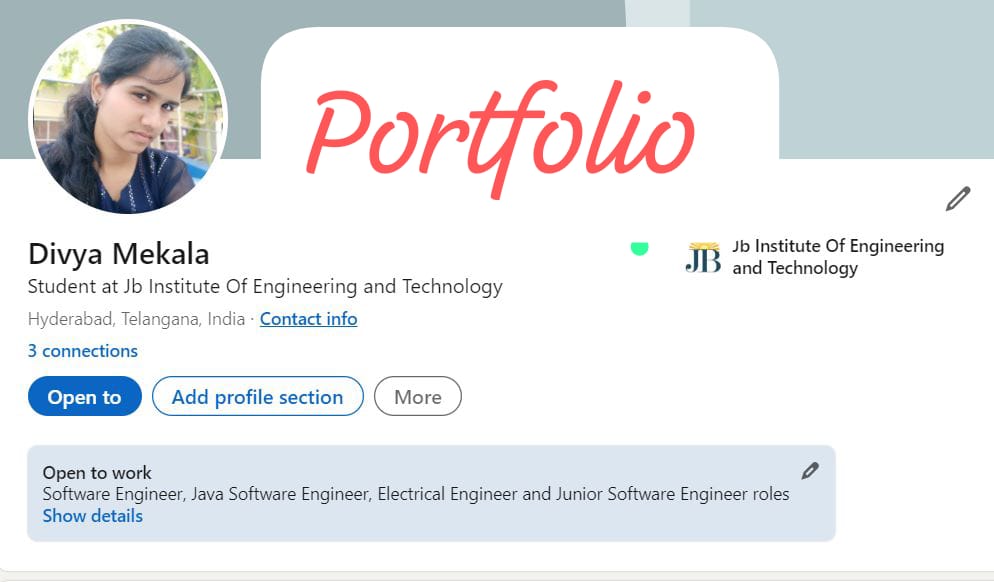 Portfolio
Divya Mekala
Student at Jb Institute Of Engineering and Technology
Hyderabad, Telangana, India · Contact info
3 connections
JB
Jb Institute Of Engineering
and Technology
Open to
Add profile section
More
Open to work
Software Engineer, Java Software Engineer, Electrical Engineer and Junior Software Engineer roles
Show details